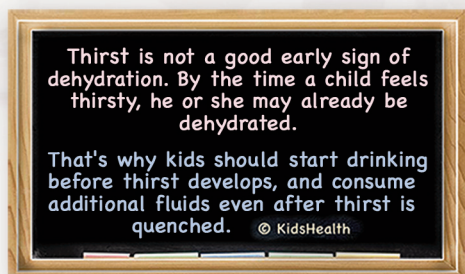 Thirst is not a good early sign of
dehydration. By the time a child feels
thirsty, he or she may already be
dehydrated.
That's why kids should start drinking
before thirst develops, and consume
additional fluids even after thirst is
quenched. © KidsHealth